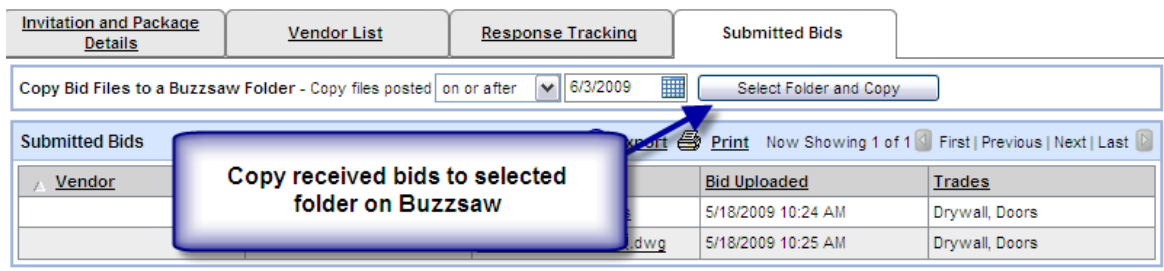 Invitation and Package Details
Vendor List
Response Tracking
Submitted Bids
Copy Bid Files to a Buzzsaw Folder - Copy files posted on or after 6/3/2009 Select Folder and Copy
Submitted Bids Print Now Showing 1 of 1 First | Previous | Next | Last
Copy received bids to selected
folder on Buzzsaw
Vendor Bid Uploaded Trades
5/18/2009 10:24 AM Drywall, Doors
.dwg 5/18/2009 10:25 AM Drywall, Doors